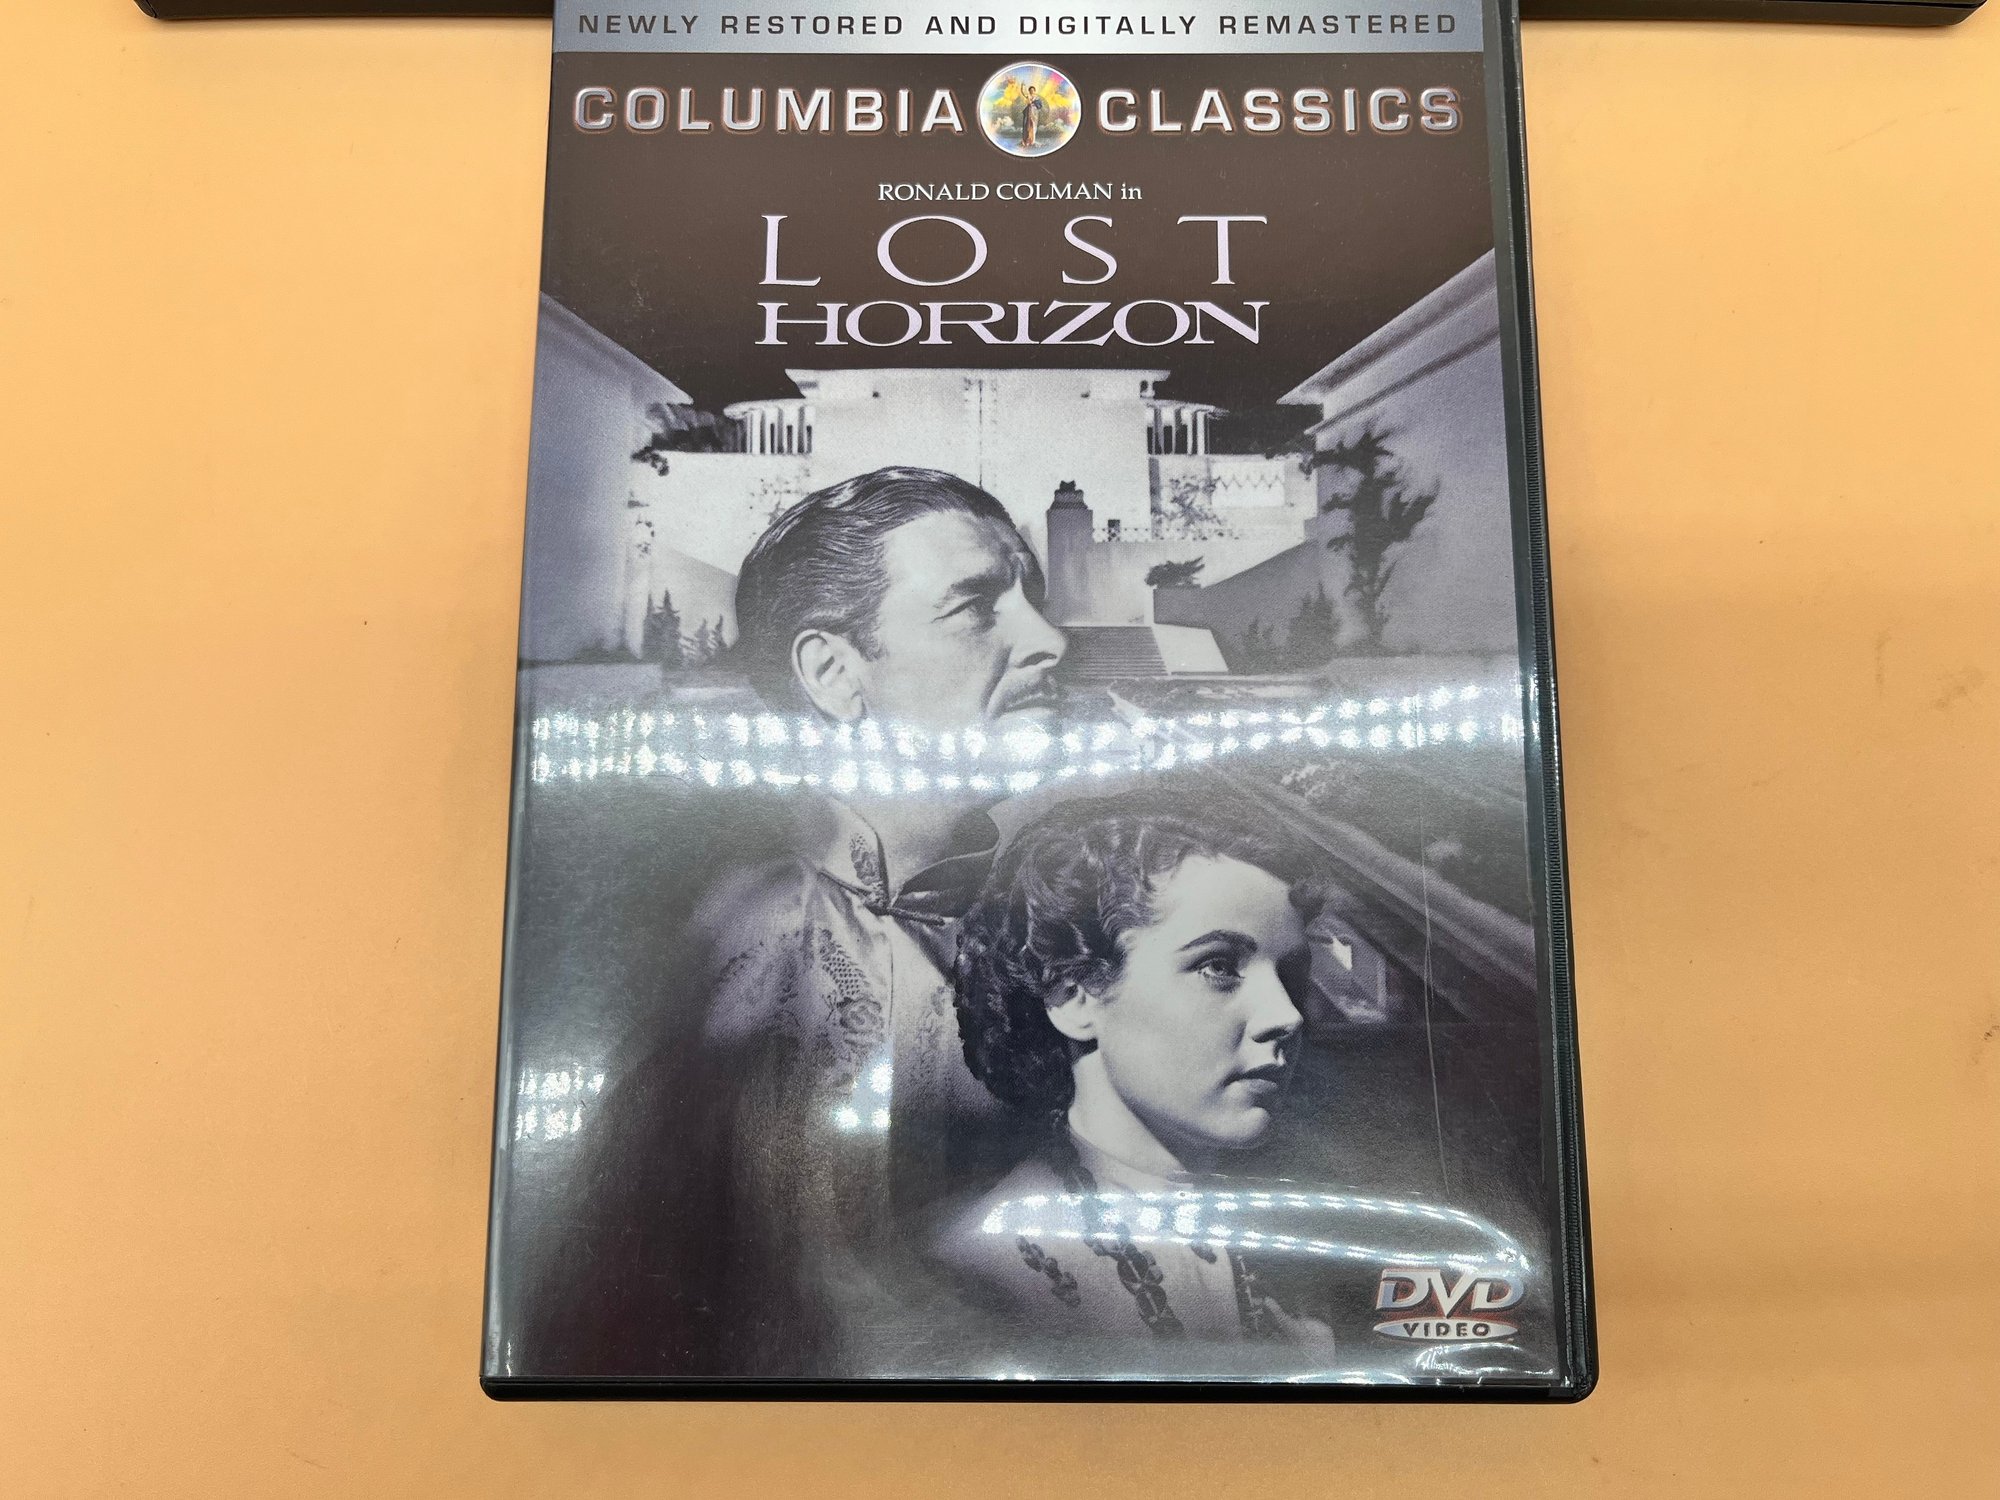 NEWLY RESTORED AND DIGITALLY REMASTERED
COLUMBIA CLASSICS
RONALD COLMAN in
LOST
HORIZON
DVD
VIDEO